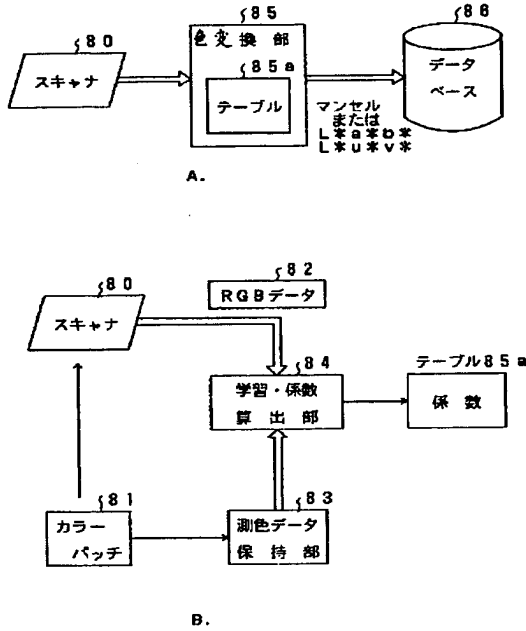 80
スキャナ
85
色変換部
85a
テーブル
マンセル
または
L*a*b*
L*u*v*
86
データ
ベース
A.
80
スキャナ
82
RGBデータ
84
学習・係数
算出部
テーブル85a
係数
81
カラー
パッチ
83
測色データ
保持部
B.